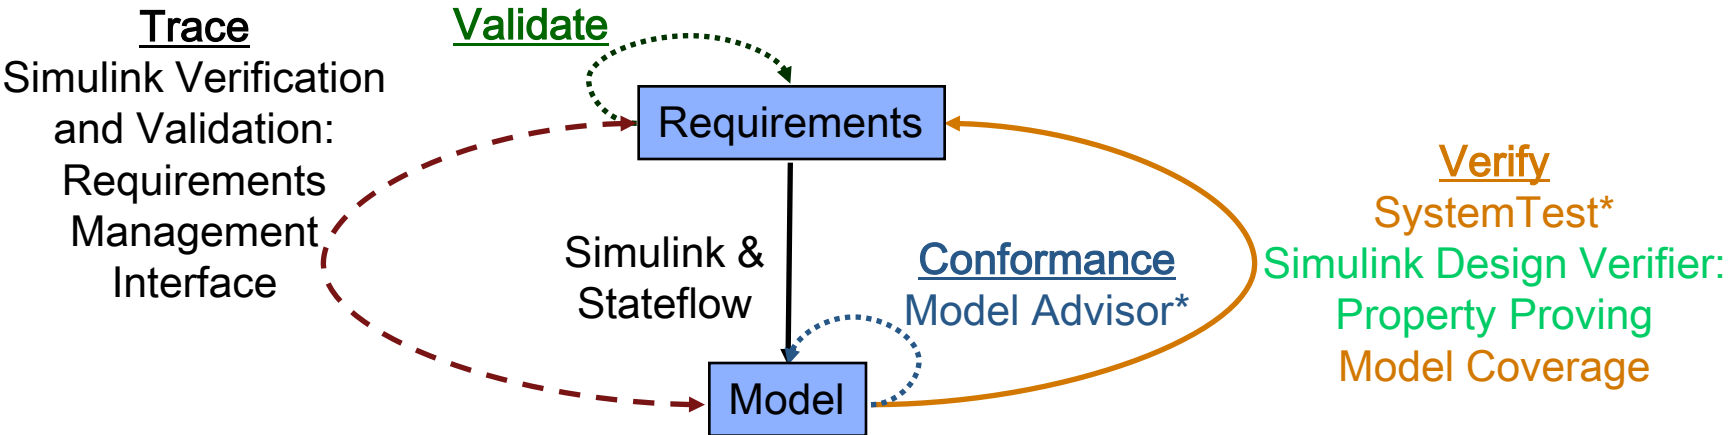 Trace
Simulink Verification
and Validation:
Requirements
Management
Interface
Validate
Requirements
Simulink &
Stateflow
Conformance
Model Advisor*
Model
Verify
SystemTest*
Simulink Design Verifier:
Property Proving
Model Coverage